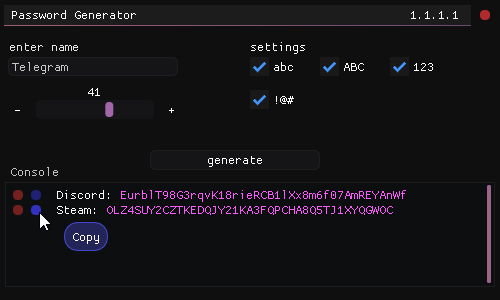 Password Generator 1.1.1.1
enter name
settings
Telegram
abc ABC 123
41
- +
!@#
generate
Console
Discord: EurblT98G3rqvK18rieRCB1lXx8m6f07AmREYAnWf
Steam: OLZ4SUY2CZTKEDQJY21KA3FQPCHA8Q5TJ1XYQGWOC
Copy